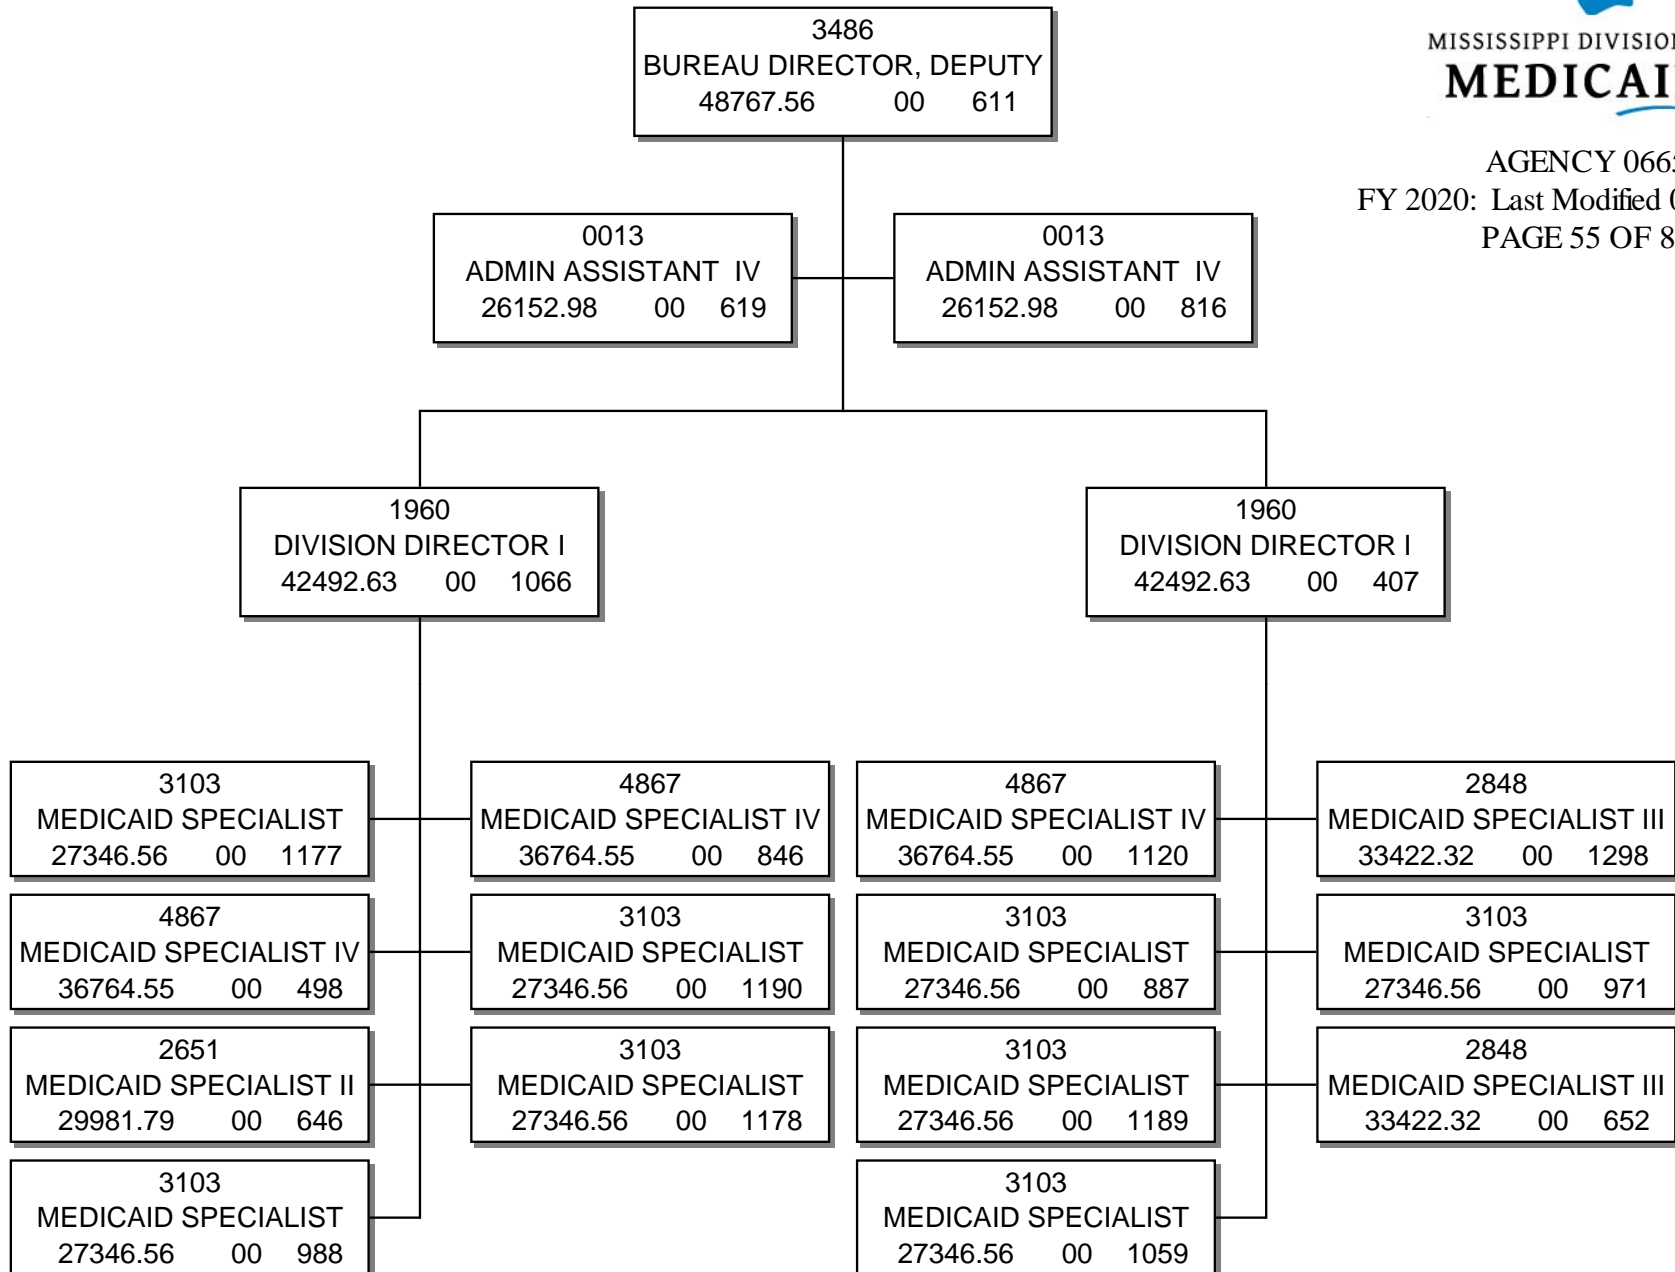 3486
BUREAU DIRECTOR, DEPUTY
48767.56 00 611
MISSISSIPPI DIVISION
MEDICAI
AGENCY 066
FY 2020: Last Modified
PAGE 55 OF 8
0013
ADMIN ASSISTANT IV
26152.98 00 619
0013
ADMIN ASSISTANT IV
26152.98 00 816
1960
DIVISION DIRECTOR I
42492.63 00 1066
1960
DIVISION DIRECTOR I
42492.63 00 407
3103
MEDICAID SPECIALIST
27346.56 00 1177
4867
MEDICAID SPECIALIST IV
36764.55 00 846
4867
MEDICAID SPECIALIST IV
36764.55 00 1120
2848
MEDICAID SPECIALIST III
33422.32 00 1298
4867
MEDICAID SPECIALIST IV
36764.55 00 498
3103
MEDICAID SPECIALIST
27346.56 00 1190
3103
MEDICAID SPECIALIST
27346.56 00 887
3103
MEDICAID SPECIALIST
27346.56 00 971
2651
MEDICAID SPECIALIST II
29981.79 00 646
3103
MEDICAID SPECIALIST
27346.56 00 1178
3103
MEDICAID SPECIALIST
27346.56 00 1189
2848
MEDICAID SPECIALIST III
33422.32 00 652
3103
MEDICAID SPECIALIST
27346.56 00 988
3103
MEDICAID SPECIALIST
27346.56 00 1059